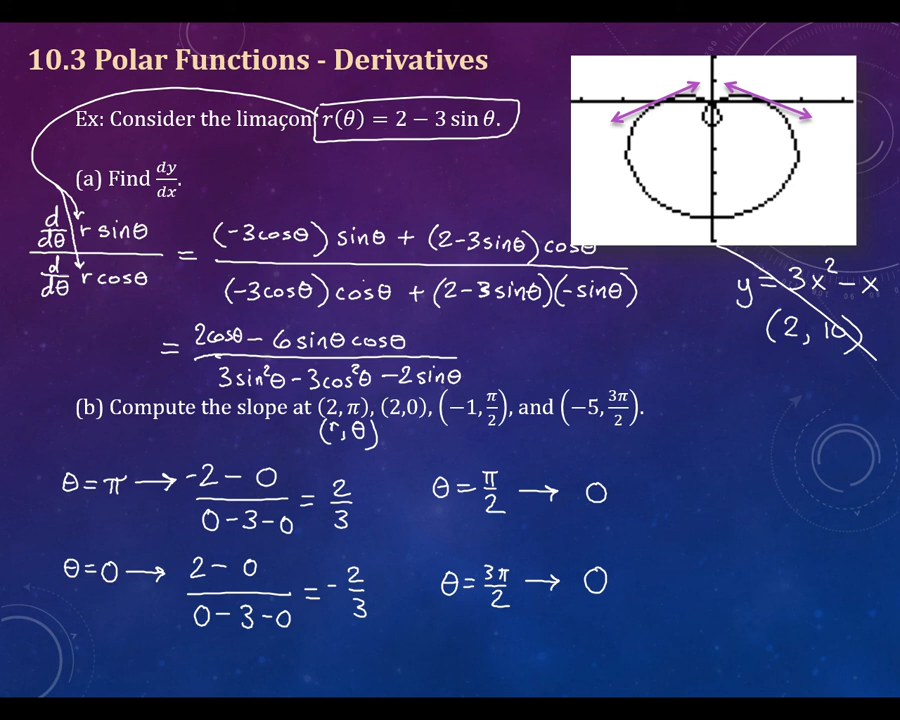 10.3 Polar Functions - Derivatives
Ex: Consider the limaçon r(θ) = 2 − 3 sin θ.
(a) Find dy/dx.
d/dθ r sinθ / d/dθ r cosθ = (-3cosθ) sinθ + (2-3sinθ) cosθ / (-3cosθ) cosθ + (2-3sinθ)(-sinθ)
y = 3x² - x
(2, 10)
= 2cosθ - 6 sinθ cosθ / 3sin²θ - 3cos²θ - 2sinθ
(b) Compute the slope at (2, π), (2,0), (−1, π/2), and (−5, 3π/2).
(r, θ)
θ = π → -2 - 0 / 0 - 3 - 0 = 2/3
θ = π/2 → 0
θ = 0 → 2 - 0 / 0 - 3 - 0 = - 2/3
θ = 3π/2 → 0